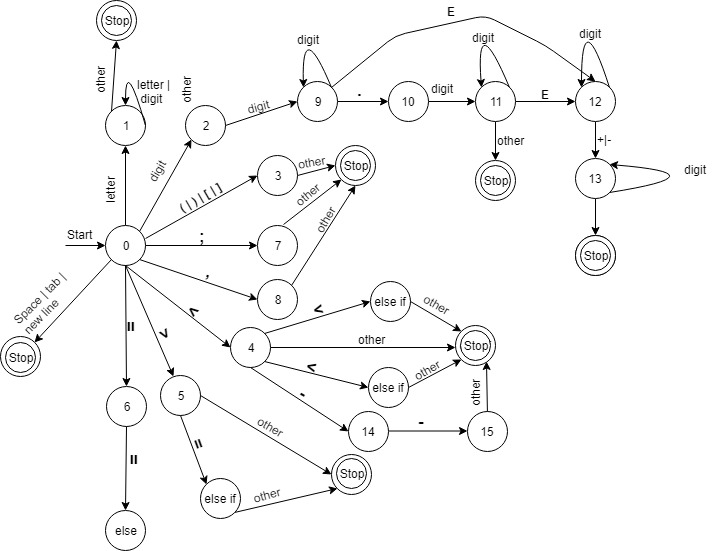 Stop
E
other
letter |
digit
1
other
digit
9
.
10
digit
digit
11
E
digit
12
2
digit
letter
digit
other
+|-
Stop
13
digit
( | ) | [ | ]
3
other
Stop
Start
0
;
7
other
,
8
other
Stop
Space | tab |
new line
Stop
=
<
<
4
<
else if
other
other
Stop
<
else if
other
-
14
-
15
other
6
=
else
5
=
else if
other
other
Stop